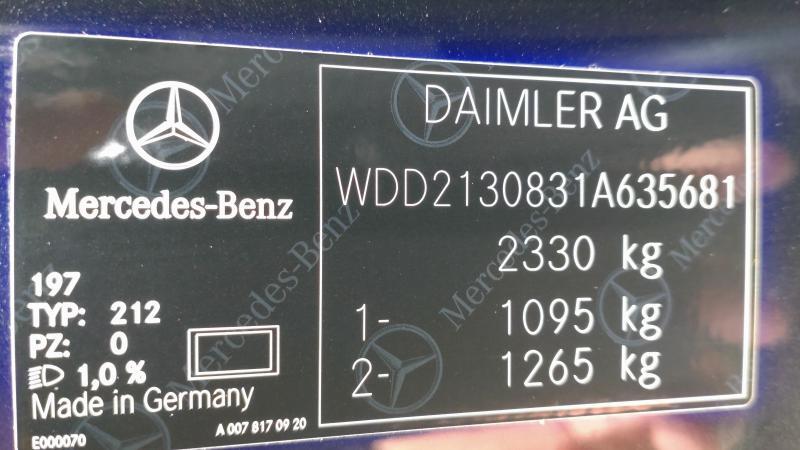 Mercedes-Benz
197
TYP: 212
PZ: 0
1,0 %
Made in Germany
E000070
A 007 817 09 20
DAIMLER AG
WDD2130831A635681
2330 kg
1- 1095 kg
2- 1265 kg